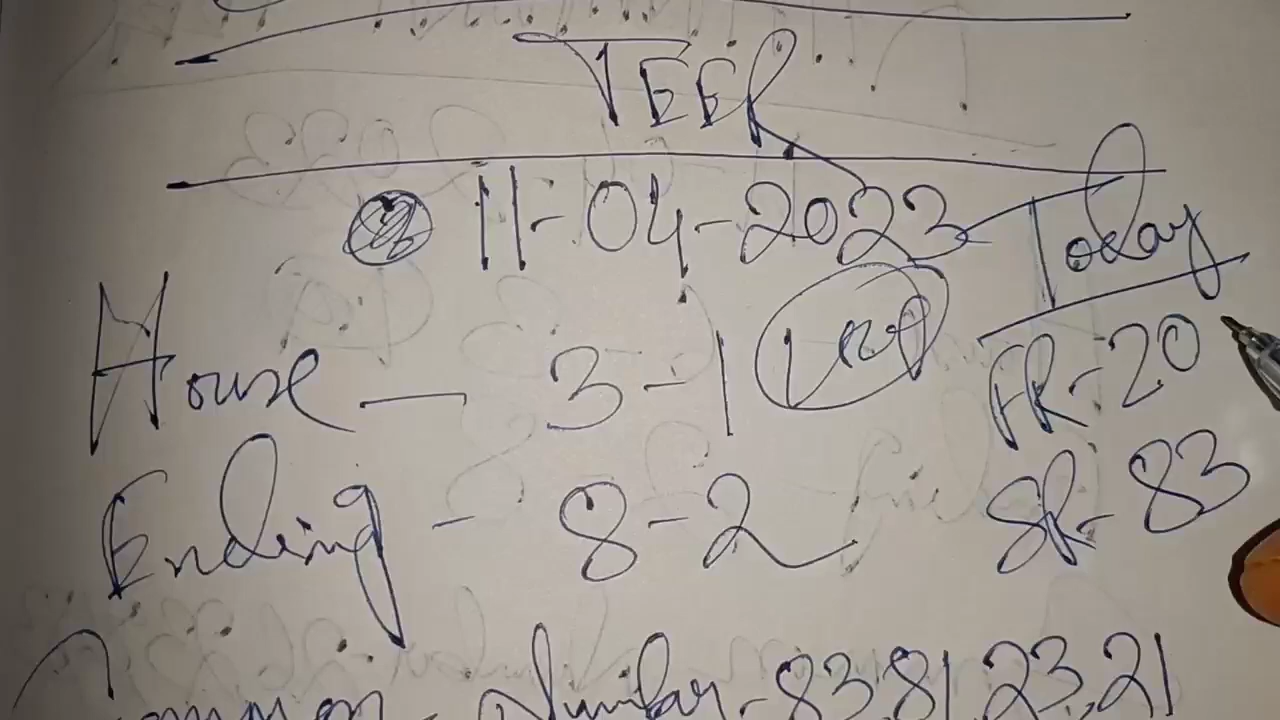 TEER
11-04-2023 Today
House - 3-1 FR-20
Ending - 8-2 SR-83
Common - Number - 83,81,23,21